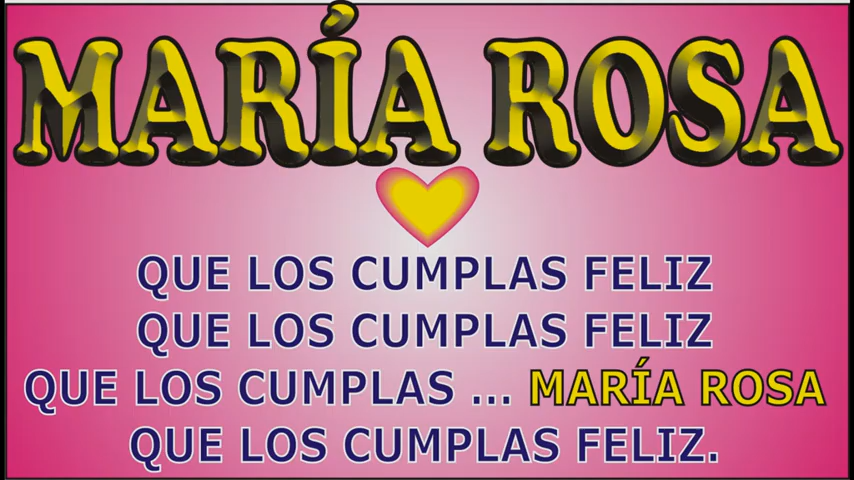 MARÍA ROSA
QUE LOS CUMPLAS FELIZ
QUE LOS CUMPLAS FELIZ
QUE LOS CUMPLAS ... MARÍA ROSA
QUE LOS CUMPLAS FELIZ.